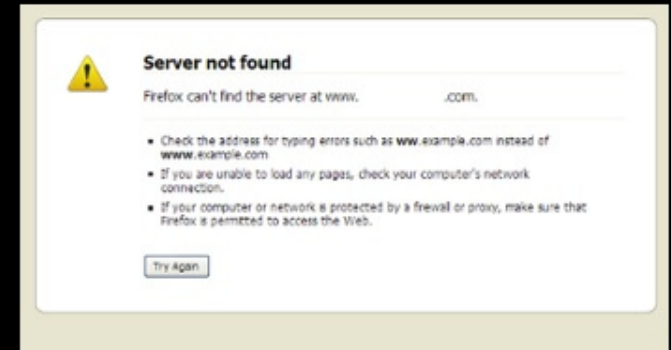 Server not found
Firefox can't find the server at www. .com.
Check the address for typing errors such as ww.example.com instead of
www.example.com
If you are unable to load any pages, check your computer's network
connection.
If your computer or network is protected by a firewall or proxy, make sure that
Firefox is permitted to access the Web.
Try Again